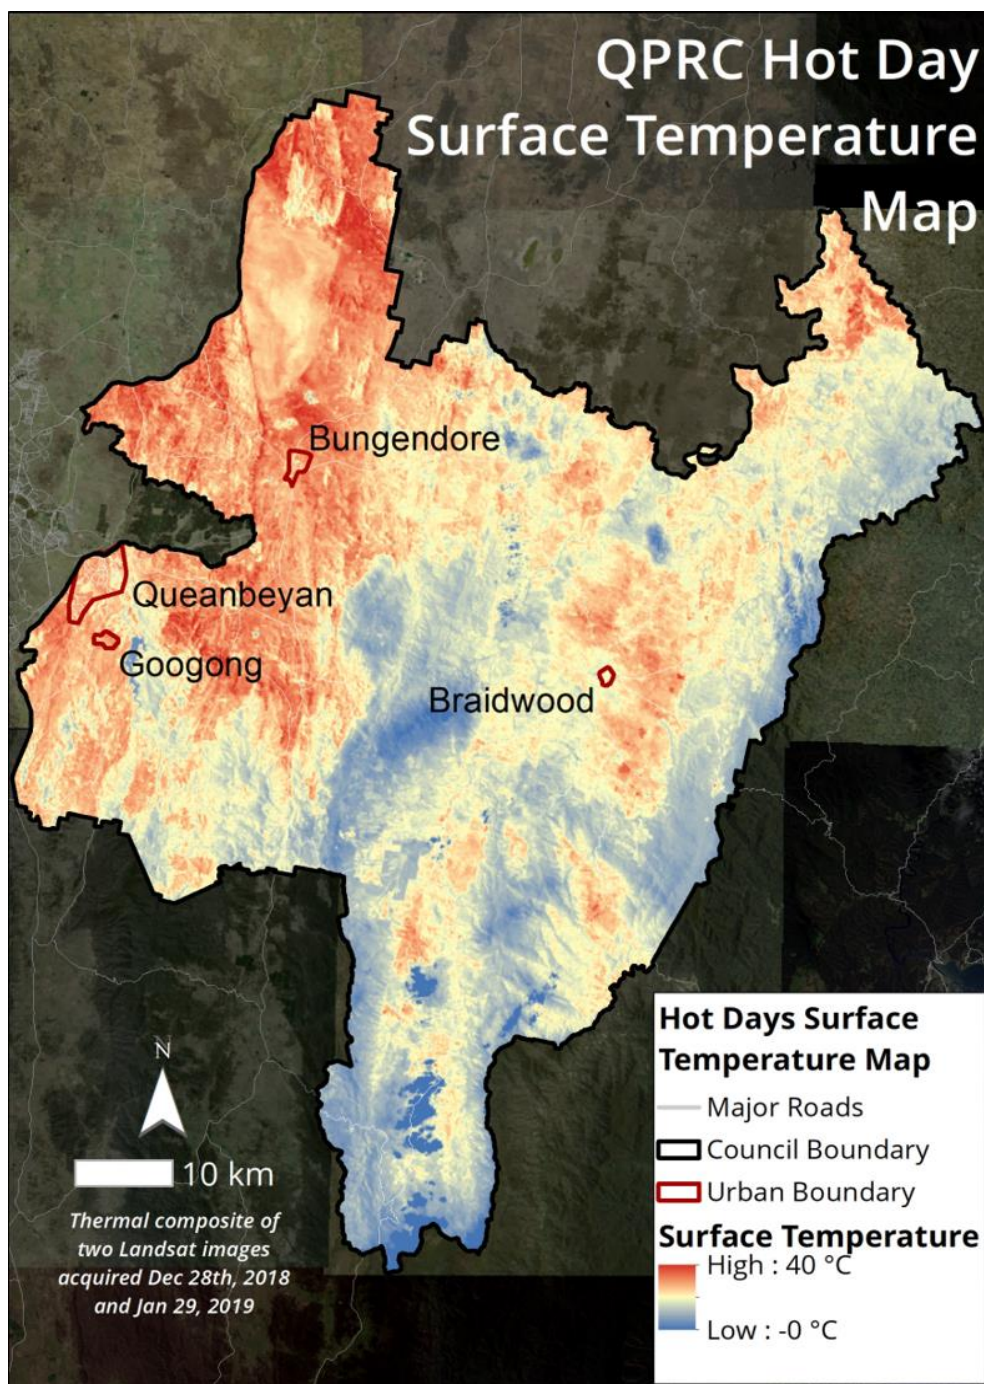 QPRC Hot Day
Surface Temperature
Map
Bungendore
Queanbeyan
Googong
Braidwood
N
10 km
Thermal composite of
two Landsat images
acquired Dec 28th, 2018
and Jan 29, 2019
Hot Days Surface
Temperature Map
Major Roads
Council Boundary
Urban Boundary
Surface Temperature
High : 40 °C
Low : -0 °C